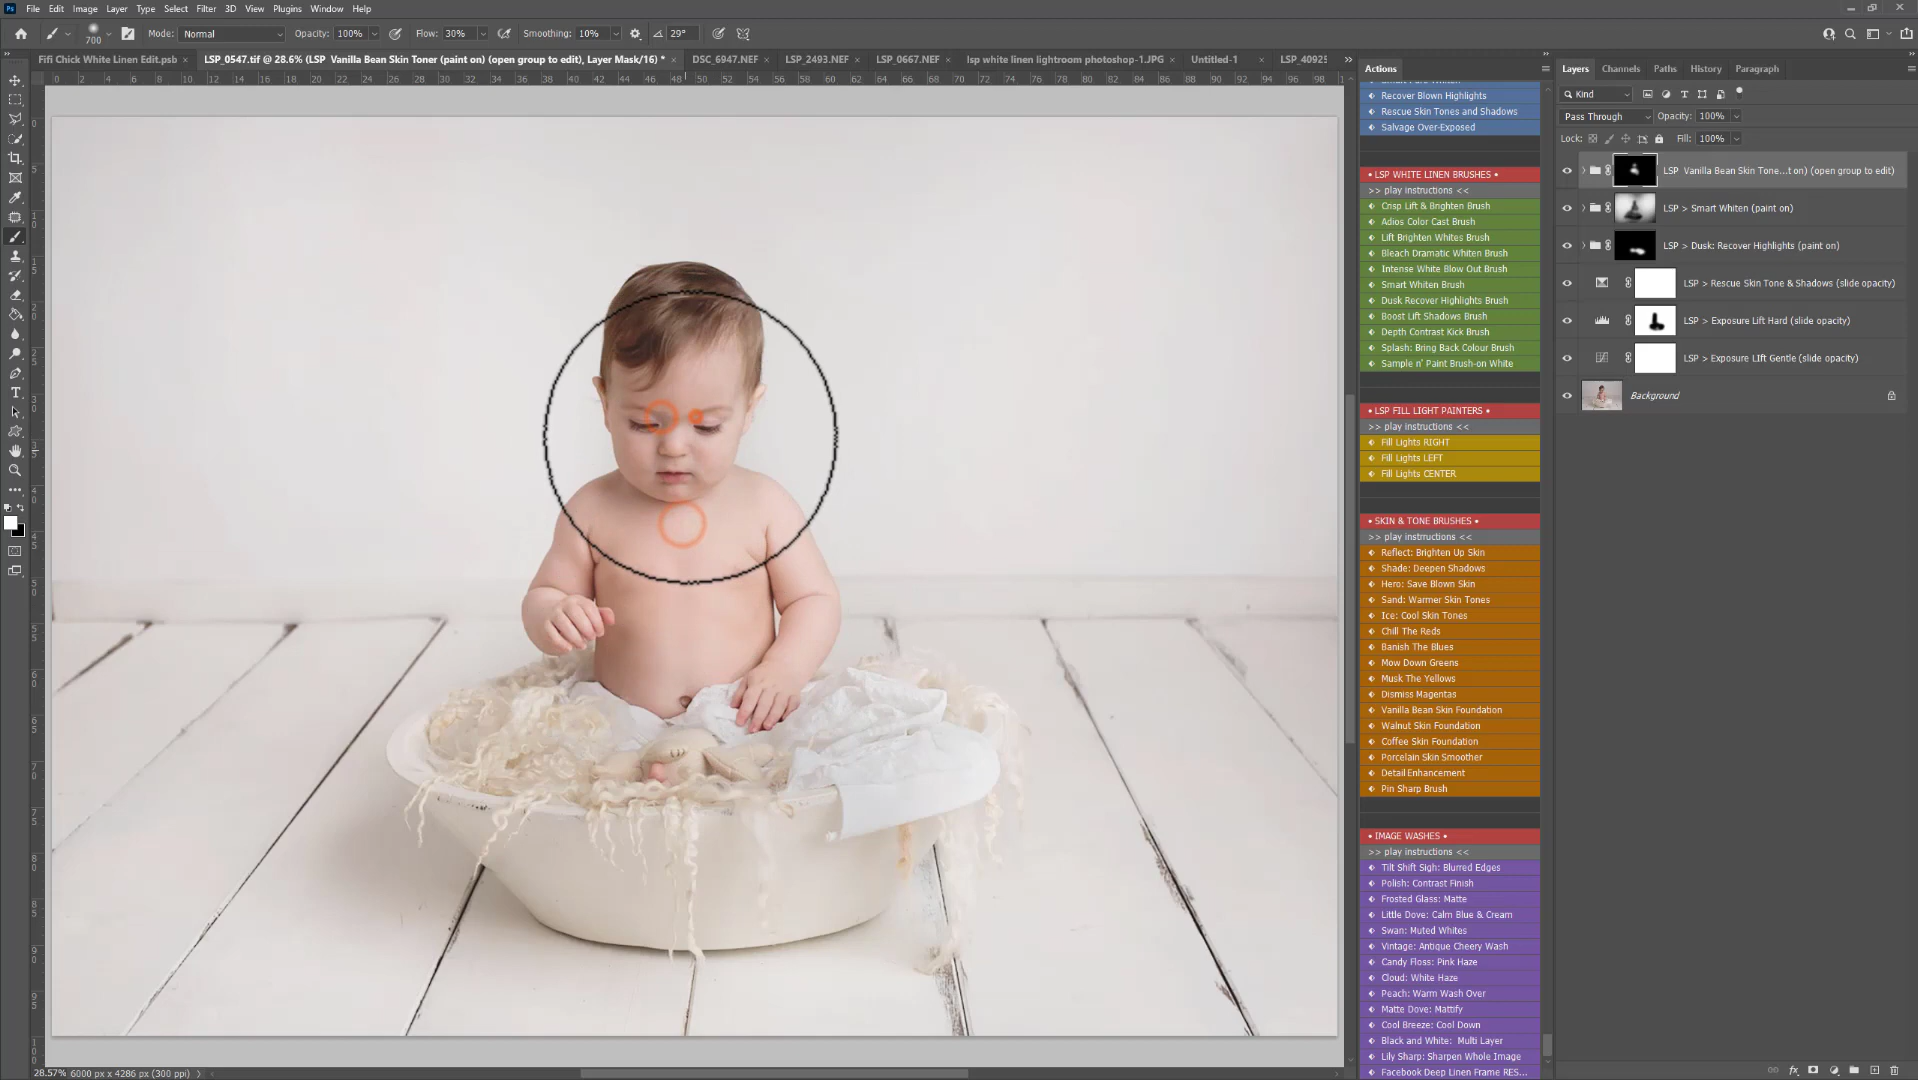 Ps File Edit Image Layer Type Select Filter 3D View Plugins Window Help
700 Mode: Normal Opacity: 100% Flow: 30% Smoothing: 10% 29°
Fifi Chick White Linen Edit.psb × LSP_0547.tif @ 28.6% (LSP Vanilla Bean Skin Toner (paint on) (open group to edit), Layer Mask/16) * × DSC_6947.NEF × LSP_2493.NEF × LSP_0667.NEF × lsp white linen lightroom photoshop-1.JPG × Untitled-1 × LSP_40925
Actions
Recover Blown Highlights
Rescue Skin Tones and Shadows
Salvage Over-Exposed
• LSP WHITE LINEN BRUSHES •
>> play instructions <<
Crisp Lift & Brighten Brush
Adios Color Cast Brush
Lift Brighten Whites Brush
Bleach Dramatic Whiten Brush
Intense White Blow Out Brush
Smart Whiten Brush
Dusk Recover Highlights Brush
Boost Lift Shadows Brush
Depth Contrast Kick Brush
Splash: Bring Back Colour Brush
Sample n' Paint Brush-on White
• LSP FILL LIGHT PAINTERS •
>> play instructions <<
Fill Lights RIGHT
Fill Lights LEFT
Fill Lights CENTER
• SKIN & TONE BRUSHES •
>> play instrructions <<
Reflect: Brighten Up Skin
Shade: Deepen Shadows
Hero: Save Blown Skin
Sand: Warmer Skin Tones
Ice: Cool Skin Tones
Chill The Reds
Banish The Blues
Mow Down Greens
Musk The Yellows
Dismiss Magentas
Vanilla Bean Skin Foundation
Walnut Skin Foundation
Coffee Skin Foundation
Porcelain Skin Smoother
Detail Enhancement
Pin Sharp Brush
• IMAGE WASHES •
>> play instructions <<
Tilt Shift Sigh: Blurred Edges
Polish: Contrast Finish
Frosted Glass: Matte
Little Dove: Calm Blue & Cream
Swan: Muted Whites
Vintage: Antique Cheery Wash
Candy Floss: Pink Haze
Cloud: White Haze
Peach: Warm Wash Over
Matte Dove: Mattify
Cool Breeze: Cool Down
Black and White: Multi Layer
Lily Sharp: Sharpen Whole Image
Facebook Deep Linen Frame RES...
Layers Channels Paths History Paragraph
Kind
Pass Through Opacity: 100%
Lock: Fill: 100%
LSP Vanilla Bean Skin Tone...t on) (open group to edit)
LSP > Smart Whiten (paint on)
LSP > Dusk: Recover Highlights (paint on)
LSP > Rescue Skin Tone & Shadows (slide opacity)
LSP > Exposure Lift Hard (slide opacity)
LSP > Exposure LIft Gentle (slide opacity)
Background
28.57% 6000 px x 4286 px (300 ppi)